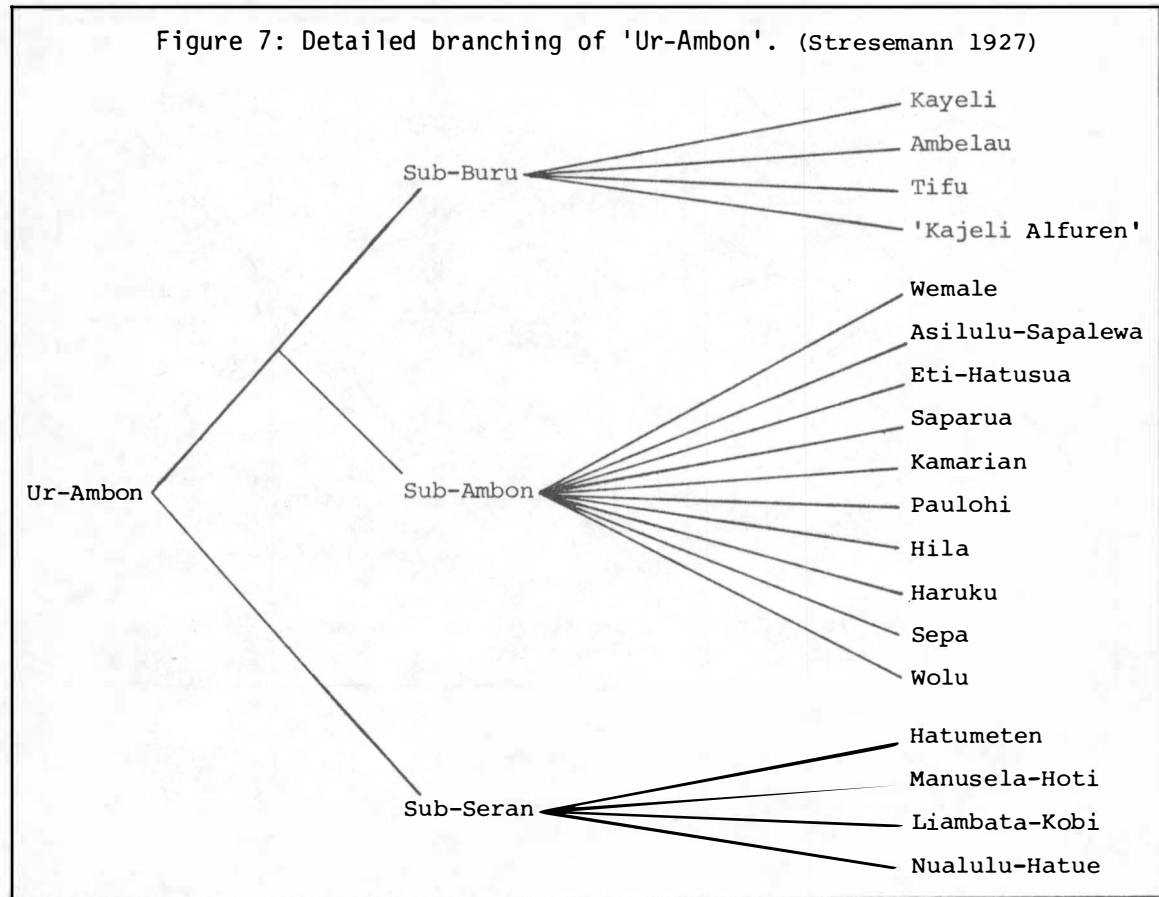 Figure 7: Detailed branching of 'Ur-Ambon'. (Stresemann 1927)
Kayeli
Ambelau
Sub-Buru
Tifu
'Kajeli Alfuren'
Wemale
Asilulu-Sapalewa
Eti-Hatusua
Saparua
Kamarian
Ur-Ambon
Sub-Ambon
Paulohi
Hila
Haruku
Sepa
Wolu
Hatumeten
Manusela-Hoti
Sub-Seran
Liambata-Kobi
Nualulu-Hatue